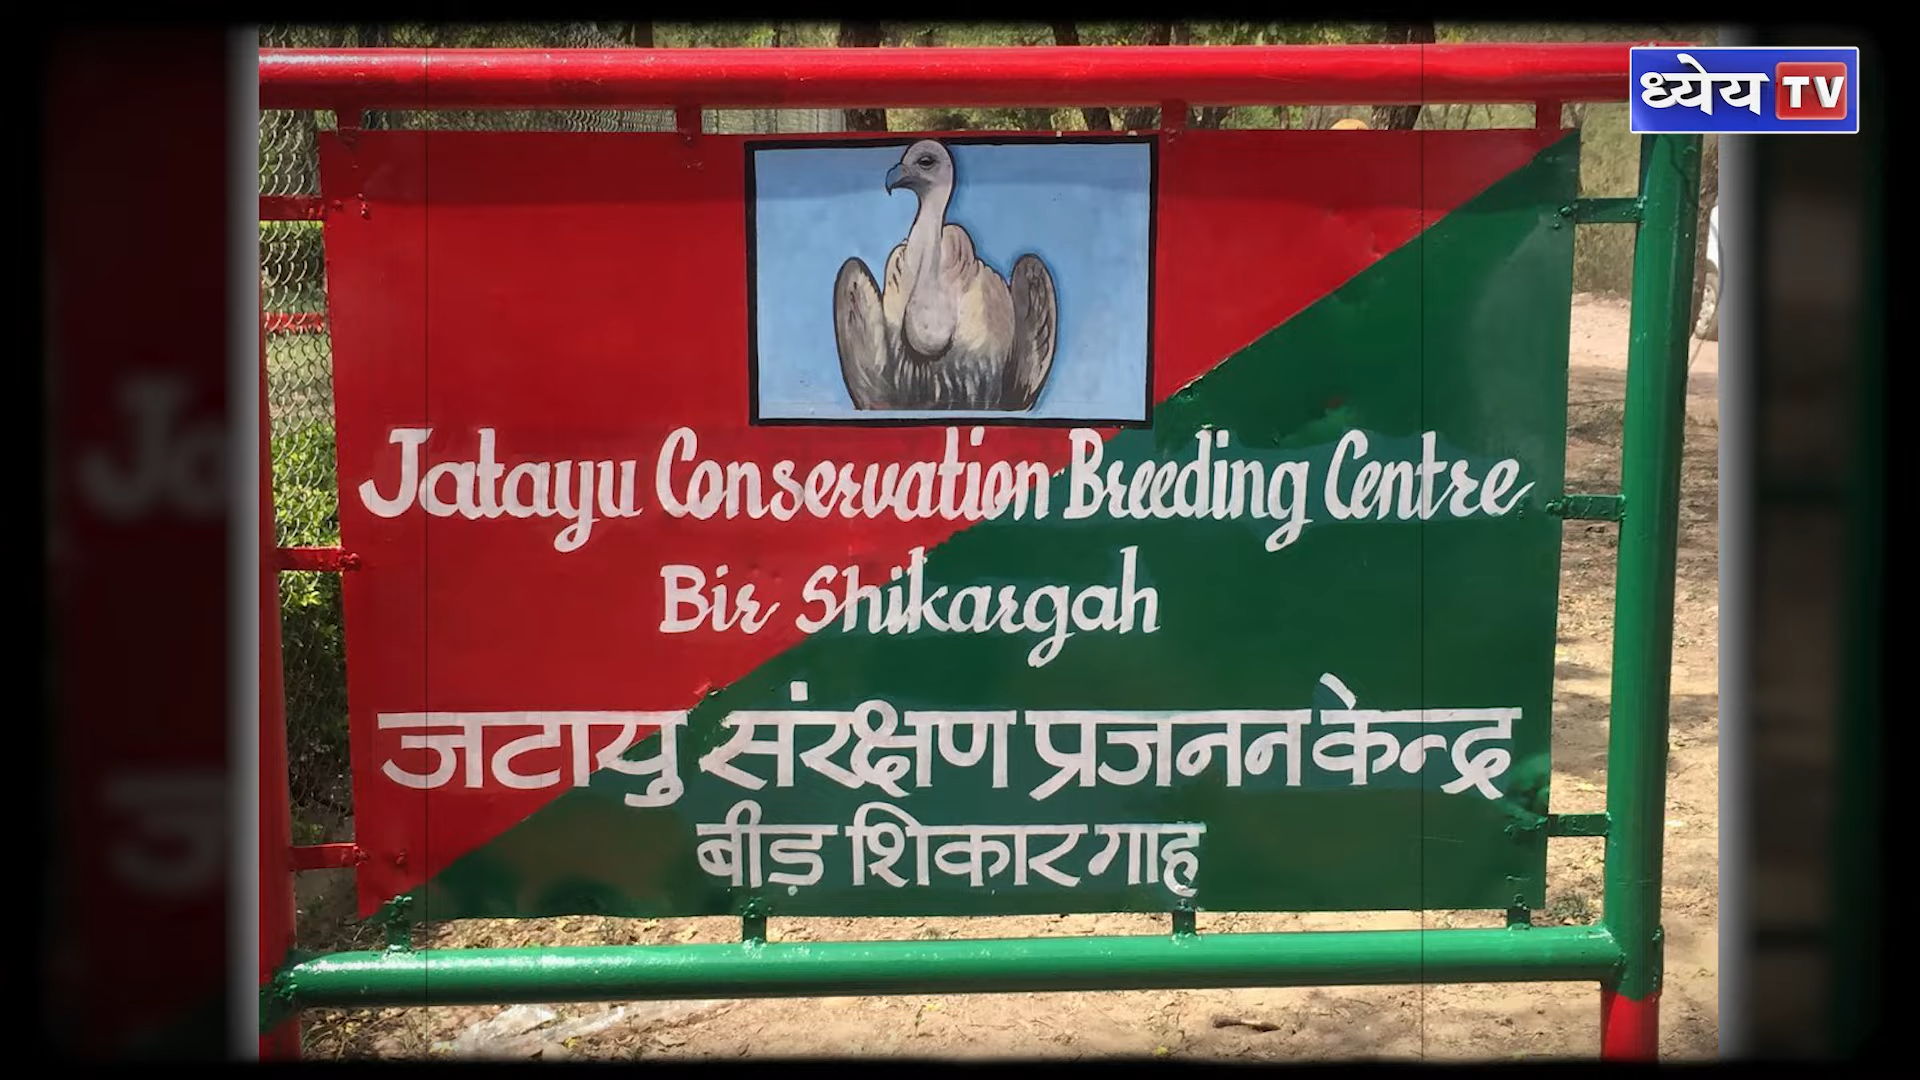 ध्येय TV
Jatayu Conservation Breeding Centre
Bir Shikargah
जटायु संरक्षण प्रजनन केन्द्र
बीड़ शिकारगाह